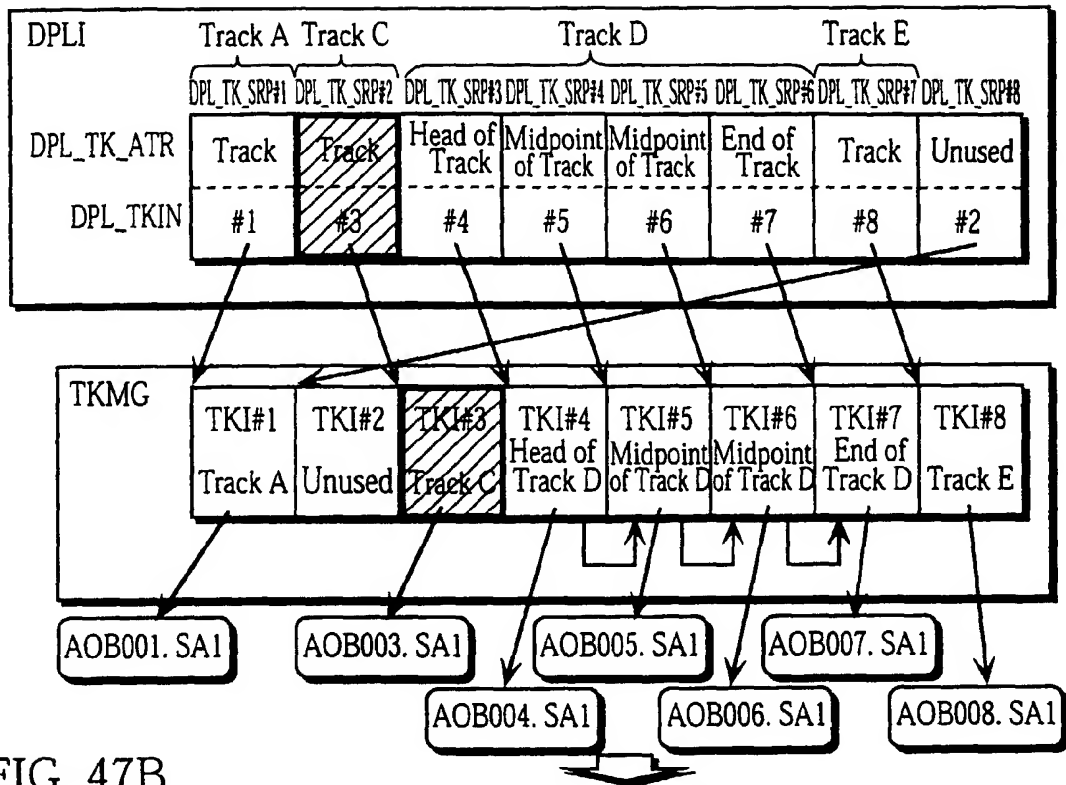 DPLI
Track A Track C Track D Track E
DPL_TK_SRP#1 DPL_TK_SRP#2 DPL_TK_SRP#3 DPL_TK_SRP#4 DPL_TK_SRP#5 DPL_TK_SRP#6 DPL_TK_SRP#7 DPL_TK_SRP#8
DPL_TK_ATR Track Track Head of Track Midpoint of Track Midpoint of Track End of Track Track Unused
DPL_TKIN #1 #3 #4 #5 #6 #7 #8 #2
TKMG
TKI#1 TKI#2 TKI#3 TKI#4 TKI#5 TKI#6 TKI#7 TKI#8
Track A Unused Track C Head of Track D Midpoint of Track D Midpoint of Track D End of Track D Track E
AOB001. SA1 AOB003. SA1 AOB005. SA1 AOB007. SA1
AOB004. SA1 AOB006. SA1 AOB008. SA1
FIG. 47B